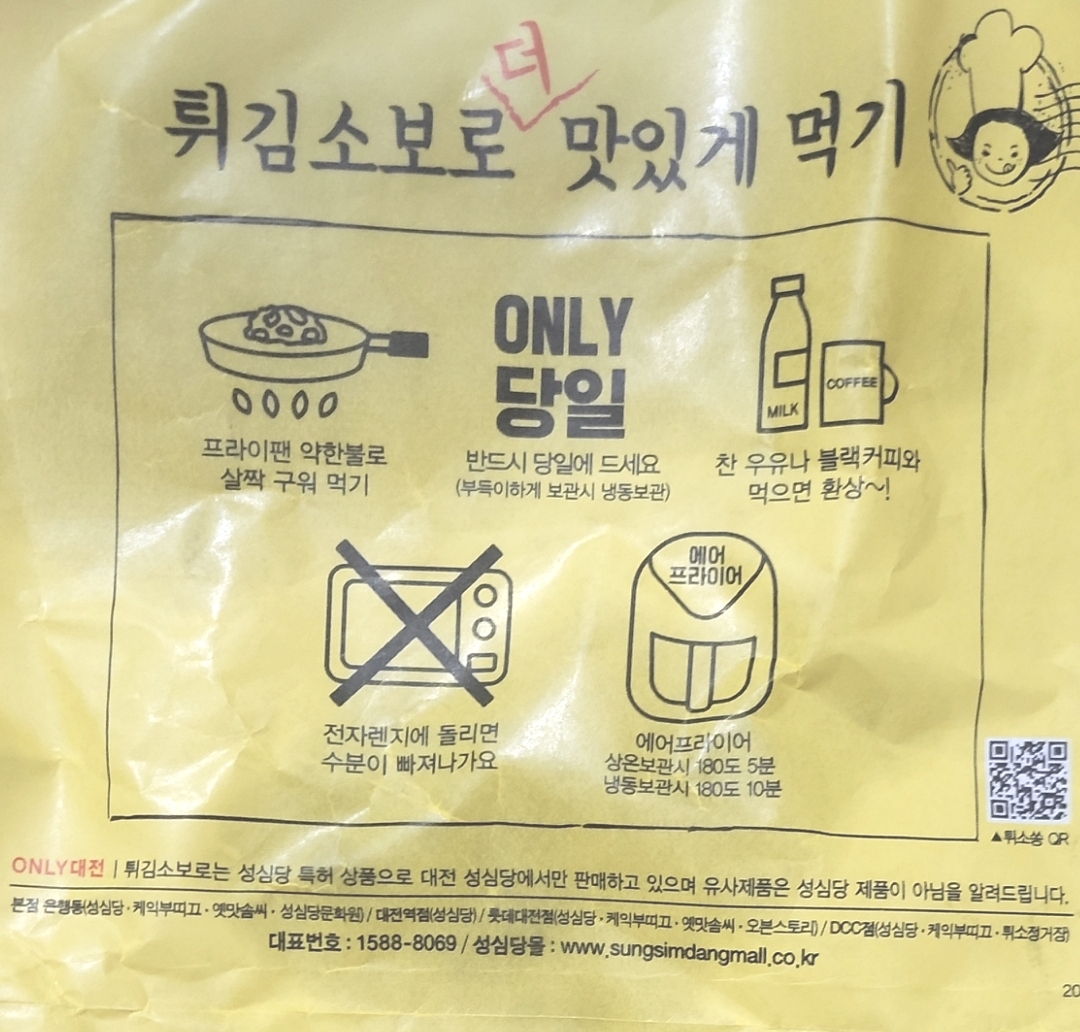 튀김소보로 더 맛있게 먹기
프라이팬 약한불로
살짝 구워 먹기
ONLY
당일
반드시 당일에 드세요
(부득이하게 보관시 냉동보관)
MILK
COFFEE
찬 우유나 블랙커피와
먹으면 환상~!
전자렌지에 돌리면
수분이 빠져나가요
에어
프라이어
에어프라이어
상온보관시 180도 5분
냉동보관시 180도 10분
▲튀소쏭 QR
ONLY대전 | 튀김소보로는 성심당 특허 상품으로 대전 성심당에서만 판매하고 있으며 유사제품은 성심당 제품이 아님을 알려드립니다.
본점 은행동(성심당·케익부띠끄·옛맛솜씨·성심당문화원) / 대전역점(성심당) / 롯데대전점(성심당·케익부띠끄·옛맛솜씨·오븐스토리) / DCC점(성심당·케익부띠끄·튀소정거장)
대표번호 : 1588-8069 / 성심당몰 : www.sungsimdangmall.co.kr
20